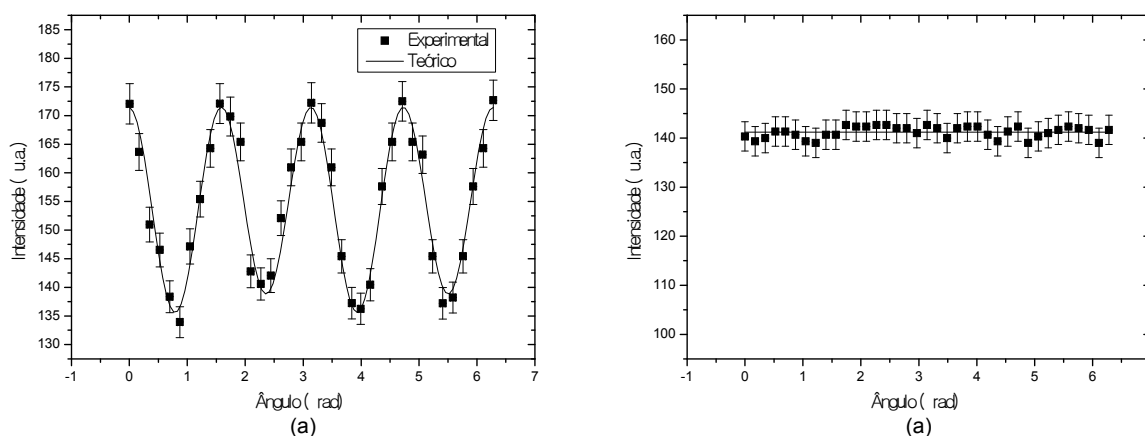 185
180
175
170
165
160
155
150
145
140
135
130
-1 0 1 2 3 4 5 6 7
Intensidade ( u.a.)
Ângulo ( rad)
Experimental
Teórico
(a)
160
150
140
130
120
110
100
-1 0 1 2 3 4 5 6
Intensidade ( u.a.)
Ângulo ( rad)
(a)